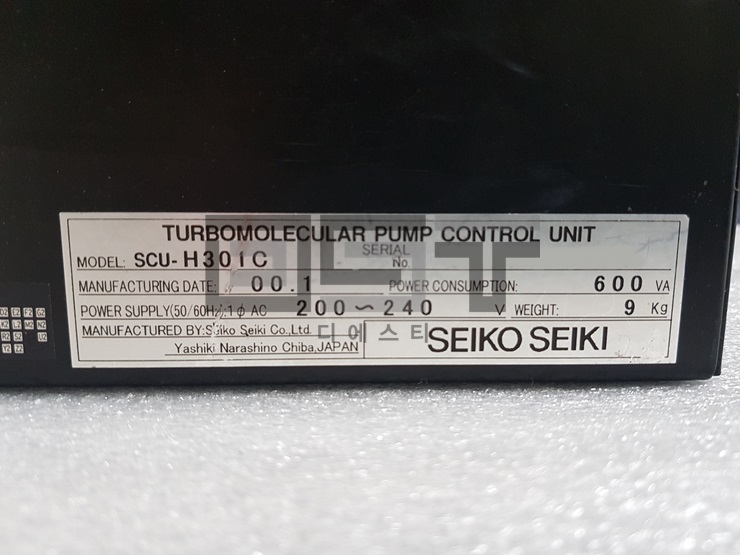 TURBOMOLECULAR PUMP CONTROL UNIT
MODEL: SCU-H301C SERIAL No.
MANUFACTURING DATE: 00.1 POWER CONSUMPTION: 600 VA
POWER SUPPLY(50/60Hz):1φ AC 200~240 V WEIGHT: 9 Kg
MANUFACTURED BY:Seiko Seiki Co.,Ltd.
Yashiki Narashino Chiba,JAPAN
SEIKO SEIKI
DST
디에스티